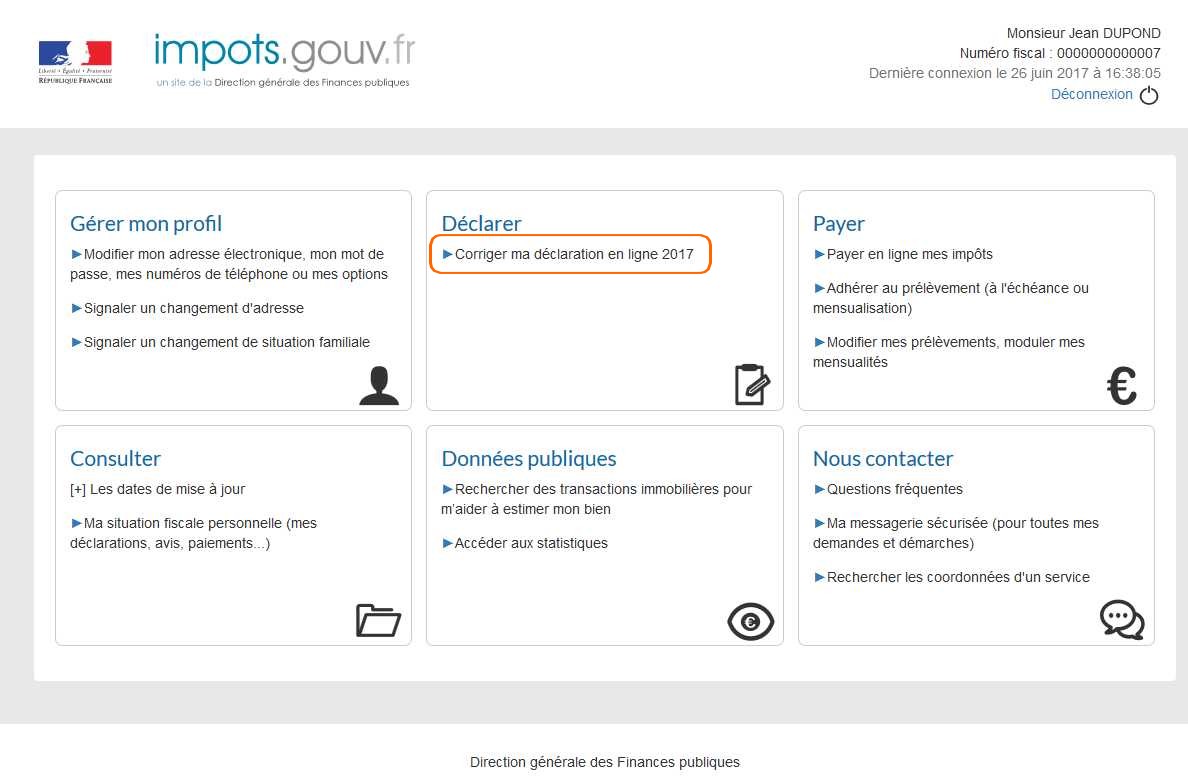 Liberté • Égalité • Fraternité
RÉPUBLIQUE FRANÇAISE
impots.gouv.fr
un site de la Direction générale des Finances publiques
Monsieur Jean DUPOND
Numéro fiscal : 0000000000007
Dernière connexion le 26 juin 2017 à 16:38:05
Déconnexion
Gérer mon profil
►Modifier mon adresse électronique, mon mot de
passe, mes numéros de téléphone ou mes options
►Signaler un changement d'adresse
►Signaler un changement de situation familiale
Déclarer
►Corriger ma déclaration en ligne 2017
Payer
►Payer en ligne mes impôts
►Adhérer au prélèvement (à l'échéance ou
mensualisation)
►Modifier mes prélèvements, moduler mes
mensualités
€
Consulter
[+] Les dates de mise à jour
►Ma situation fiscale personnelle (mes
déclarations, avis, paiements...)
Données publiques
►Rechercher des transactions immobilières pour
m'aider à estimer mon bien
►Accéder aux statistiques
€
Nous contacter
►Questions fréquentes
►Ma messagerie sécurisée (pour toutes mes
demandes et démarches)
►Rechercher les coordonnées d'un service
Direction générale des Finances publiques